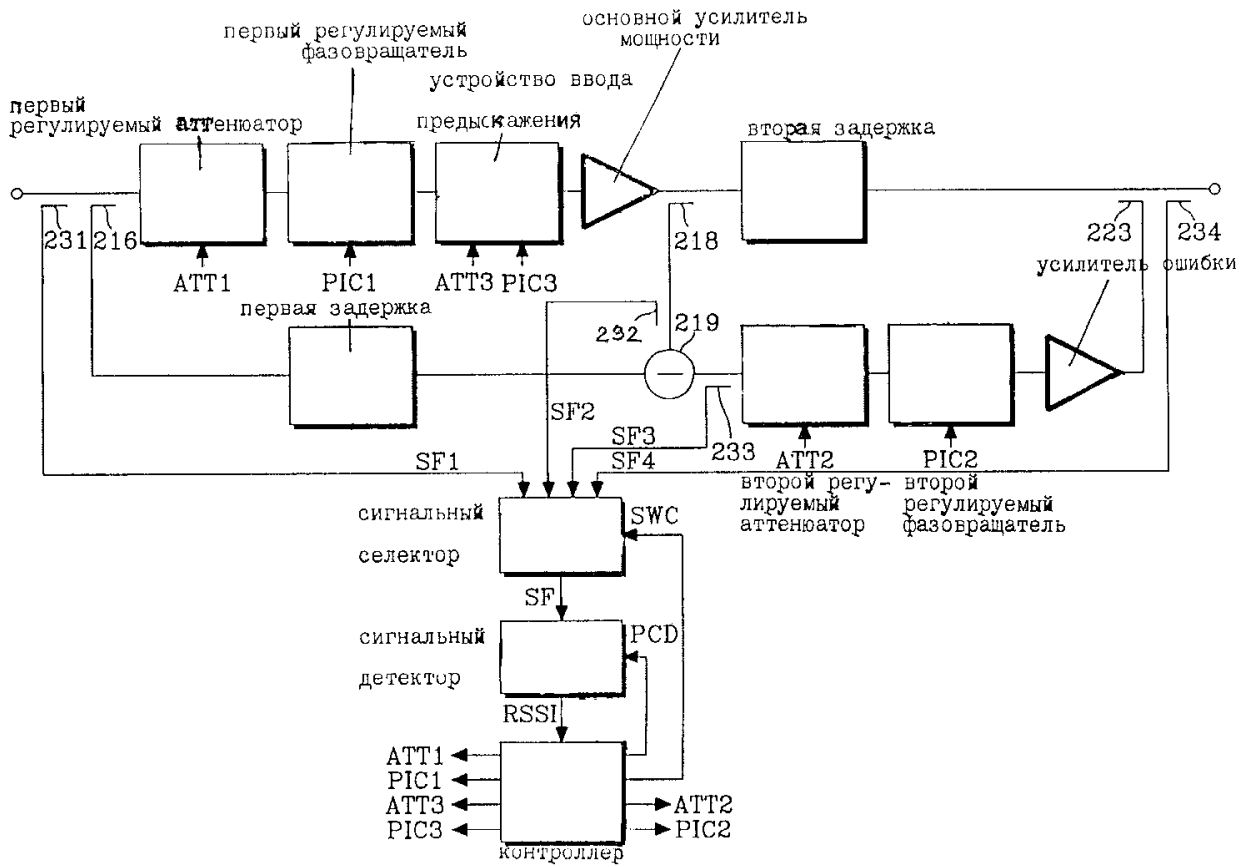 основной усилитель
мощности
первый регулируемый
фазовращатель
устройство ввода
предыскажения
первый
регулируемый аттенюатор
вторая задержка
231
216
218
223
234
ATT1
PIC1
ATT3
PIC3
усилитель ошибки
первая задержка
232
219
SF2
SF3
233
SF1
SF4
ATT2
PIC2
второй регу-
лируемый
аттенюатор
второй
регулируемый
фазовращатель
сигнальный
селектор
SWC
SF
сигнальный
детектор
PCD
RSSI
ATT1
PIC1
ATT3
PIC3
ATT2
PIC2
контроллер